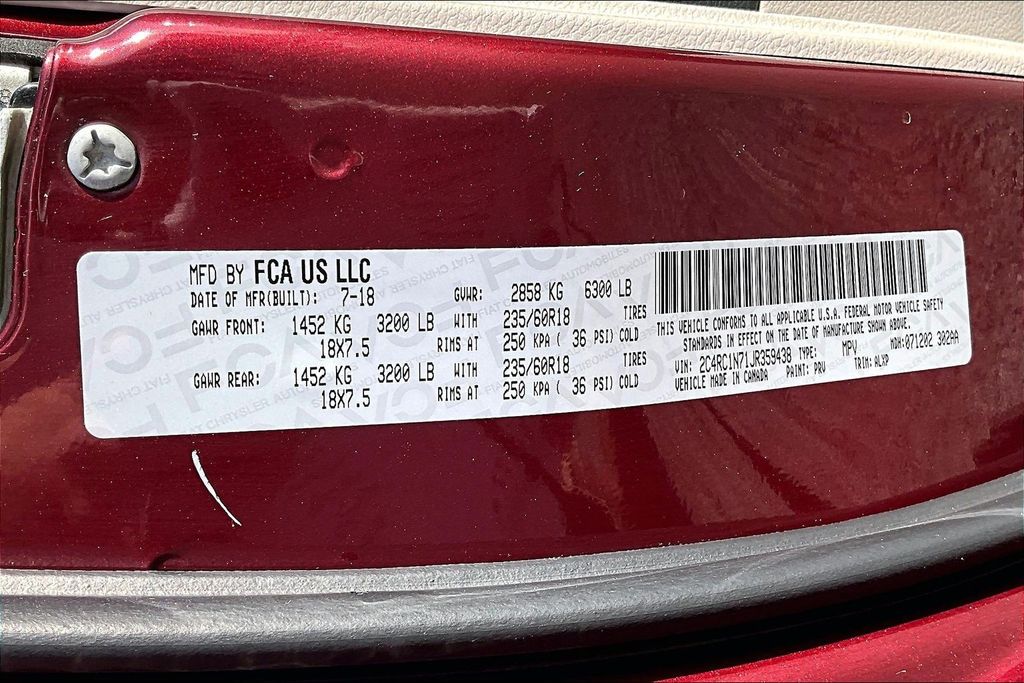 MFD BY FCA US LLC
DATE OF MFR(BUILT): 7-18 GVWR: 2858 KG 6300 LB
GAWR FRONT: 1452 KG 3200 LB WITH 235/60R18 TIRES
18X7.5 RIMS AT 250 KPA ( 36 PSI) COLD
GAWR REAR: 1452 KG 3200 LB WITH 235/60R18 TIRES
18X7.5 RIMS AT 250 KPA ( 36 PSI) COLD
THIS VEHICLE CONFORMS TO ALL APPLICABLE U.S.A. FEDERAL MOTOR VEHICLE SAFETY
STANDARDS IN EFFECT ON THE DATE OF MANUFACTURE SHOWN ABOVE.
VIN: 2C4RC1N71JR359438 TYPE: MPV MDH:071202 302AA
VEHICLE MADE IN CANADA PAINT: PRV TRIM: ALXP